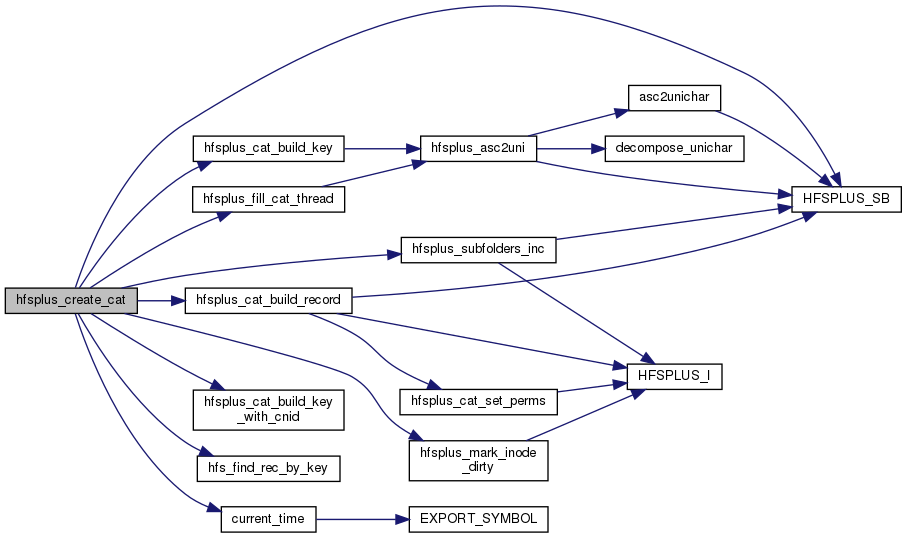 asc2unichar
hfsplus_cat_build_key
hfsplus_asc2uni
decompose_unichar
hfsplus_fill_cat_thread
HFSPLUS_SB
hfsplus_subfolders_inc
hfsplus_create_cat
hfsplus_cat_build_record
HFSPLUS_I
hfsplus_cat_build_key
_with_cnid
hfsplus_cat_set_perms
hfsplus_mark_inode
_dirty
hfs_find_rec_by_key
current_time
EXPORT_SYMBOL